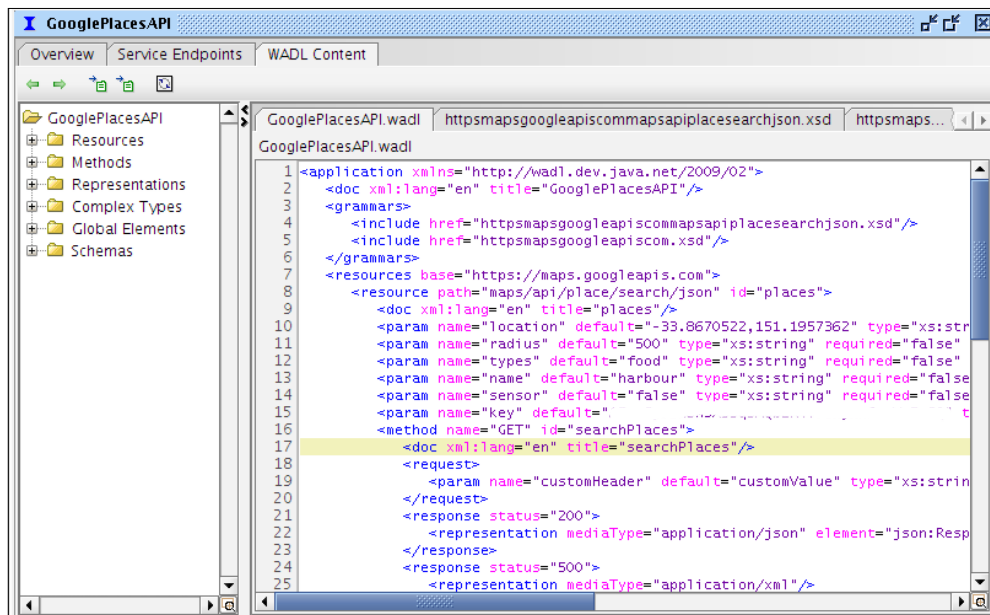 GooglePlacesAPI
Overview Service Endpoints WADL Content
GooglePlacesAPI
Resources
Methods
Representations
Complex Types
Global Elements
Schemas
GooglePlacesAPI.wadl httpsmapsgoogleapiscommapsapiplacesearchjson.xsd httpsmaps...
GooglePlacesAPI.wadl
1 <application xmlns="http://wadl.dev.java.net/2009/02">
2 <doc xml:lang="en" title="GooglePlacesAPI"/>
3 <grammars>
4 <include href="httpsmapsgoogleapiscommapsapiplacesearchjson.xsd"/>
5 <include href="httpsmapsgoogleapiscom.xsd"/>
6 </grammars>
7 <resources base="https://maps.googleapis.com">
8 <resource path="maps/api/place/search/json" id="places">
9 <doc xml:lang="en" title="places"/>
10 <param name="location" default="-33.8670522,151.1957362" type="xs:str
11 <param name="radius" default="500" type="xs:string" required="false"
12 <param name="types" default="food" type="xs:string" required="false"
13 <param name="name" default="harbour" type="xs:string" required="false
14 <param name="sensor" default="false" type="xs:string" required="false
15 <param name="key" default=" t
16 <method name="GET" id="searchPlaces">
17 <doc xml:lang="en" title="searchPlaces"/>
18 <request>
19 <param name="customHeader" default="customValue" type="xs:strin
20 </request>
21 <response status="200">
22 <representation mediaType="application/json" element="json:Resp
23 </response>
24 <response status="500">
25 <representation mediaType="application/xml"/>